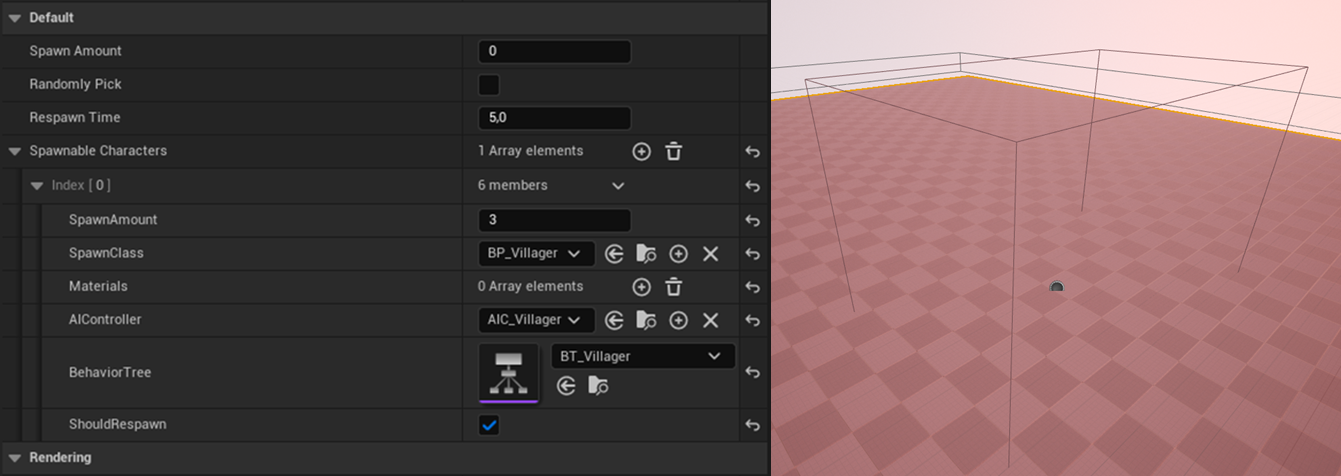 Default
Spawn Amount 0
Randomly Pick
Respawn Time 5,0
Spawnable Characters 1 Array elements
Index [ 0 ] 6 members
SpawnAmount 3
SpawnClass BP_Villager
Materials 0 Array elements
AIController AIC_Villager
BehaviorTree BT_Villager
ShouldRespawn
Rendering